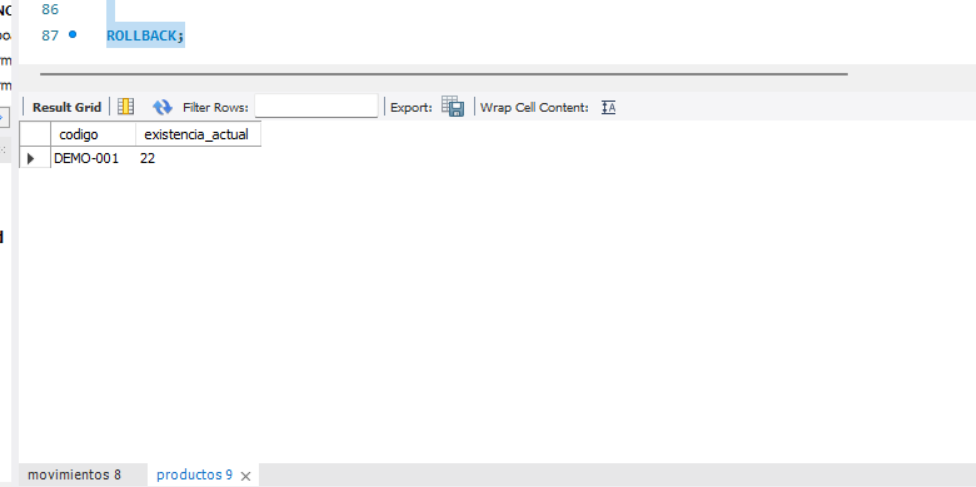 86
87 ROLLBACK;
Result Grid Filter Rows: Export: Wrap Cell Content:
codigo existencia_actual
DEMO-001 22
movimientos 8 productos 9